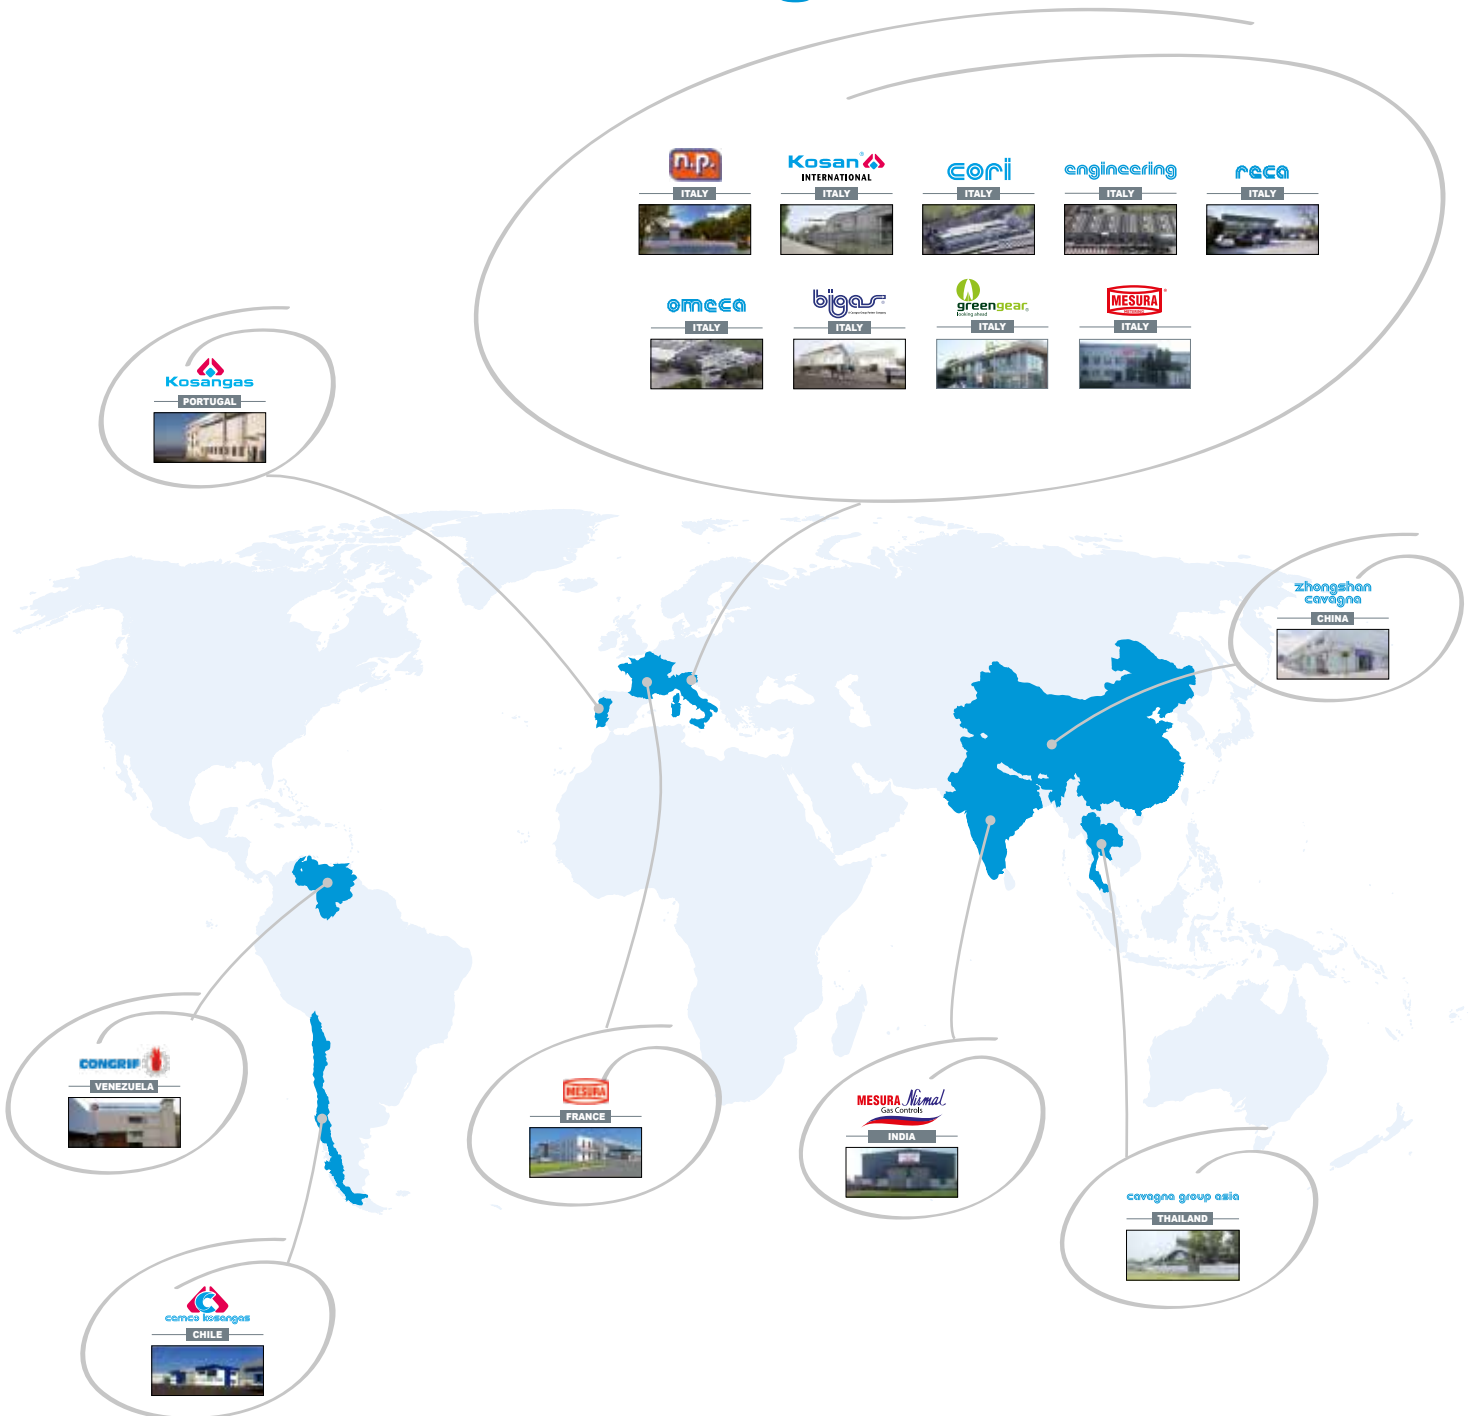 n.p.
ITALY
Kosan
INTERNATIONAL
ITALY
cori
ITALY
engineering
ITALY
reca
ITALY
omeca
ITALY
bigas
ITALY
greengear
looking ahead
ITALY
MESURA
ITALY
Kosangas
PORTUGAL
zhongshan
cavagna
CHINA
CONGRIF
VENEZUELA
MESURA
FRANCE
MESURA Nirmal
Gas Controls
INDIA
cavagna group asia
THAILAND
cemco kosangas
CHILE